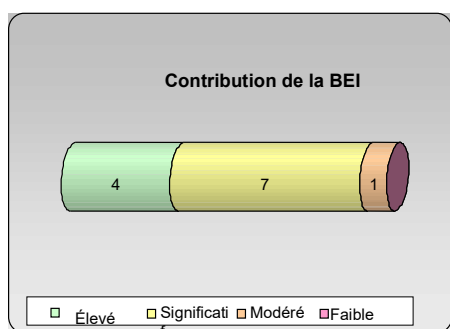 Contribution de la BEI
4 7 1
Élevé Significati Modéré Faible
f